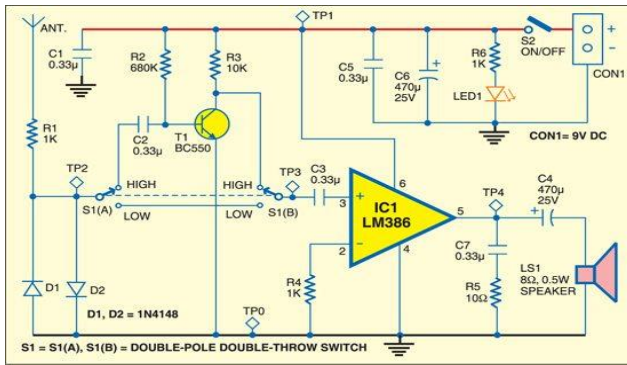 ANT.
C1
0.33µ
R2
680K
R3
10K
TP1
S2
ON/OFF
+
−
CON1
C5
0.33µ
+
C6
470µ
25V
R6
1K
LED1
CON1= 9V DC
R1
1K
C2
0.33µ
T1
BC550
TP2
S1(A)
HIGH
LOW
HIGH
LOW
S1(B)
TP3
C3
0.33µ
3
+
2
−
6
IC1
LM386
5
4
TP4
C4
470µ
25V
+
C7
0.33µ
R4
1K
R5
10Ω
LS1
8Ω, 0.5W
SPEAKER
D1
D2
D1, D2 = 1N4148
TP0
S1 = S1(A), S1(B) = DOUBLE-POLE DOUBLE-THROW SWITCH